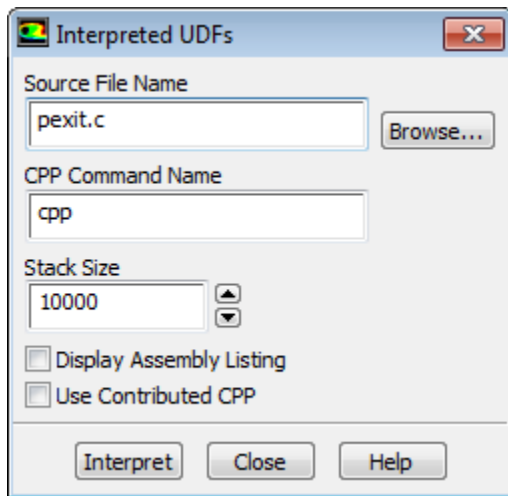 Interpreted UDFs
Source File Name
pexit.c
Browse...
CPP Command Name
cpp
Stack Size
10000
Display Assembly Listing
Use Contributed CPP
Interpret Close Help